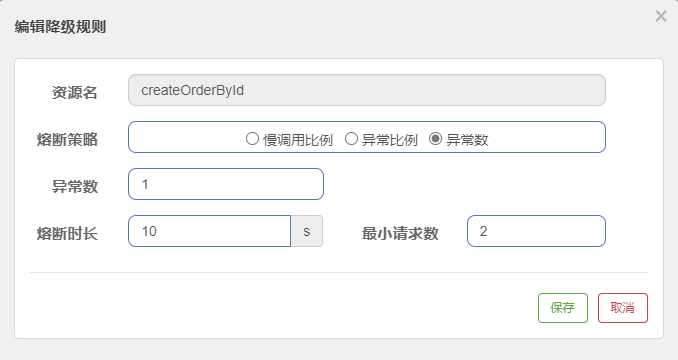 编辑降级规则
×
资源名 createOrderById
熔断策略 慢调用比例 异常比例 异常数
异常数 1
熔断时长 10 s 最小请求数 2
保存 取消